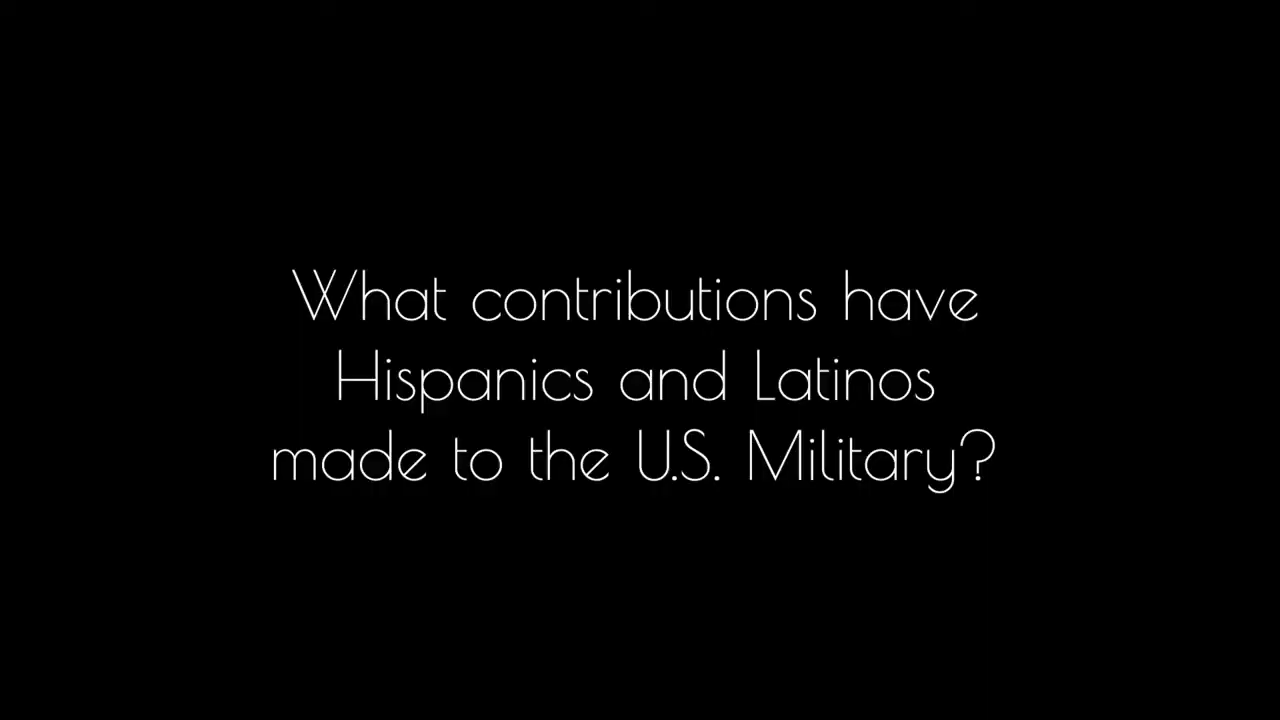 What contributions have
Hispanics and Latinos
made to the U.S. Military?